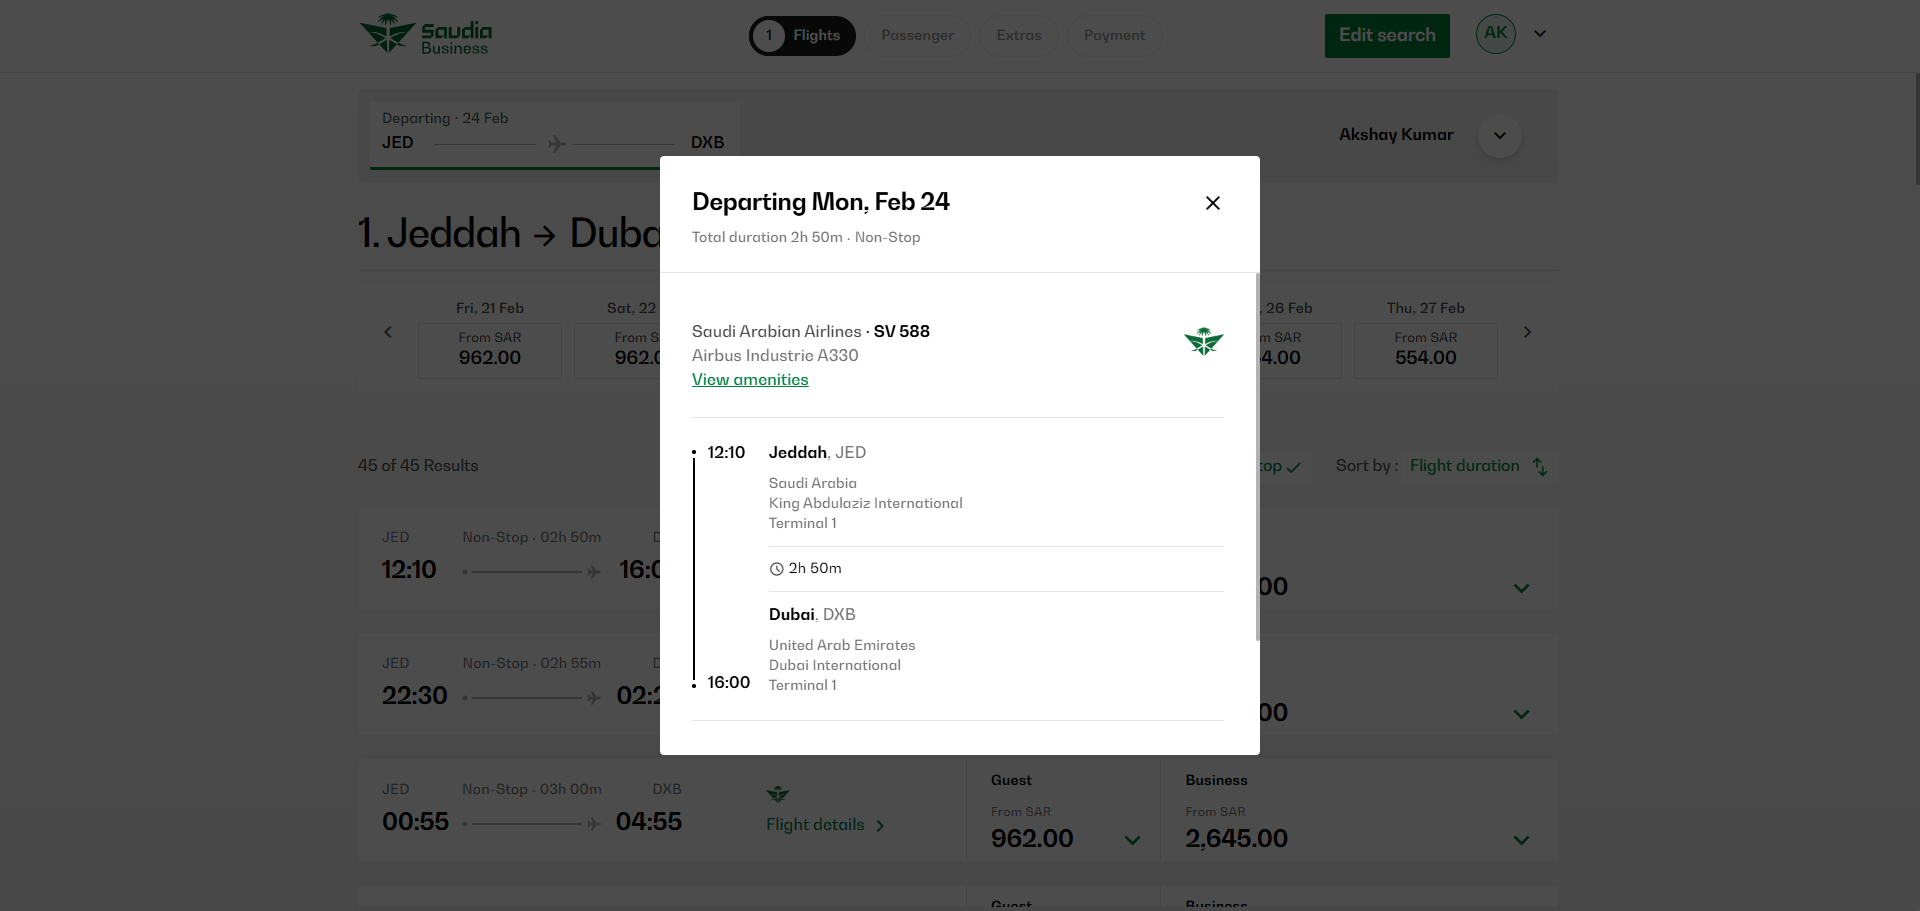 Saudia
Business
1 Flights
Passenger
Extras
Payment
Edit search
AK
Departing · 24 Feb
JED
DXB
Akshay Kumar
1. Jeddah → Duba
Fri, 21 Feb
From SAR
962.00
Sat, 22
From S
962.0
, 26 Feb
m SAR
4.00
Thu, 27 Feb
From SAR
554.00
45 of 45 Results
top
Sort by : Flight duration
Departing Mon, Feb 24
Total duration 2h 50m · Non-Stop
Saudi Arabian Airlines · SV 588
Airbus Industrie A330
View amenities
12:10
Jeddah, JED
Saudi Arabia
King Abdulaziz International
Terminal 1
2h 50m
Dubai, DXB
United Arab Emirates
Dubai International
16:00
Terminal 1
JED
Non-Stop · 02h 50m
D
12:10
16:0
00
JED
Non-Stop · 02h 55m
D
22:30
02:2
00
JED
Non-Stop · 03h 00m
DXB
00:55
04:55
Flight details
Guest
From SAR
962.00
Business
From SAR
2,645.00
Guest
Business